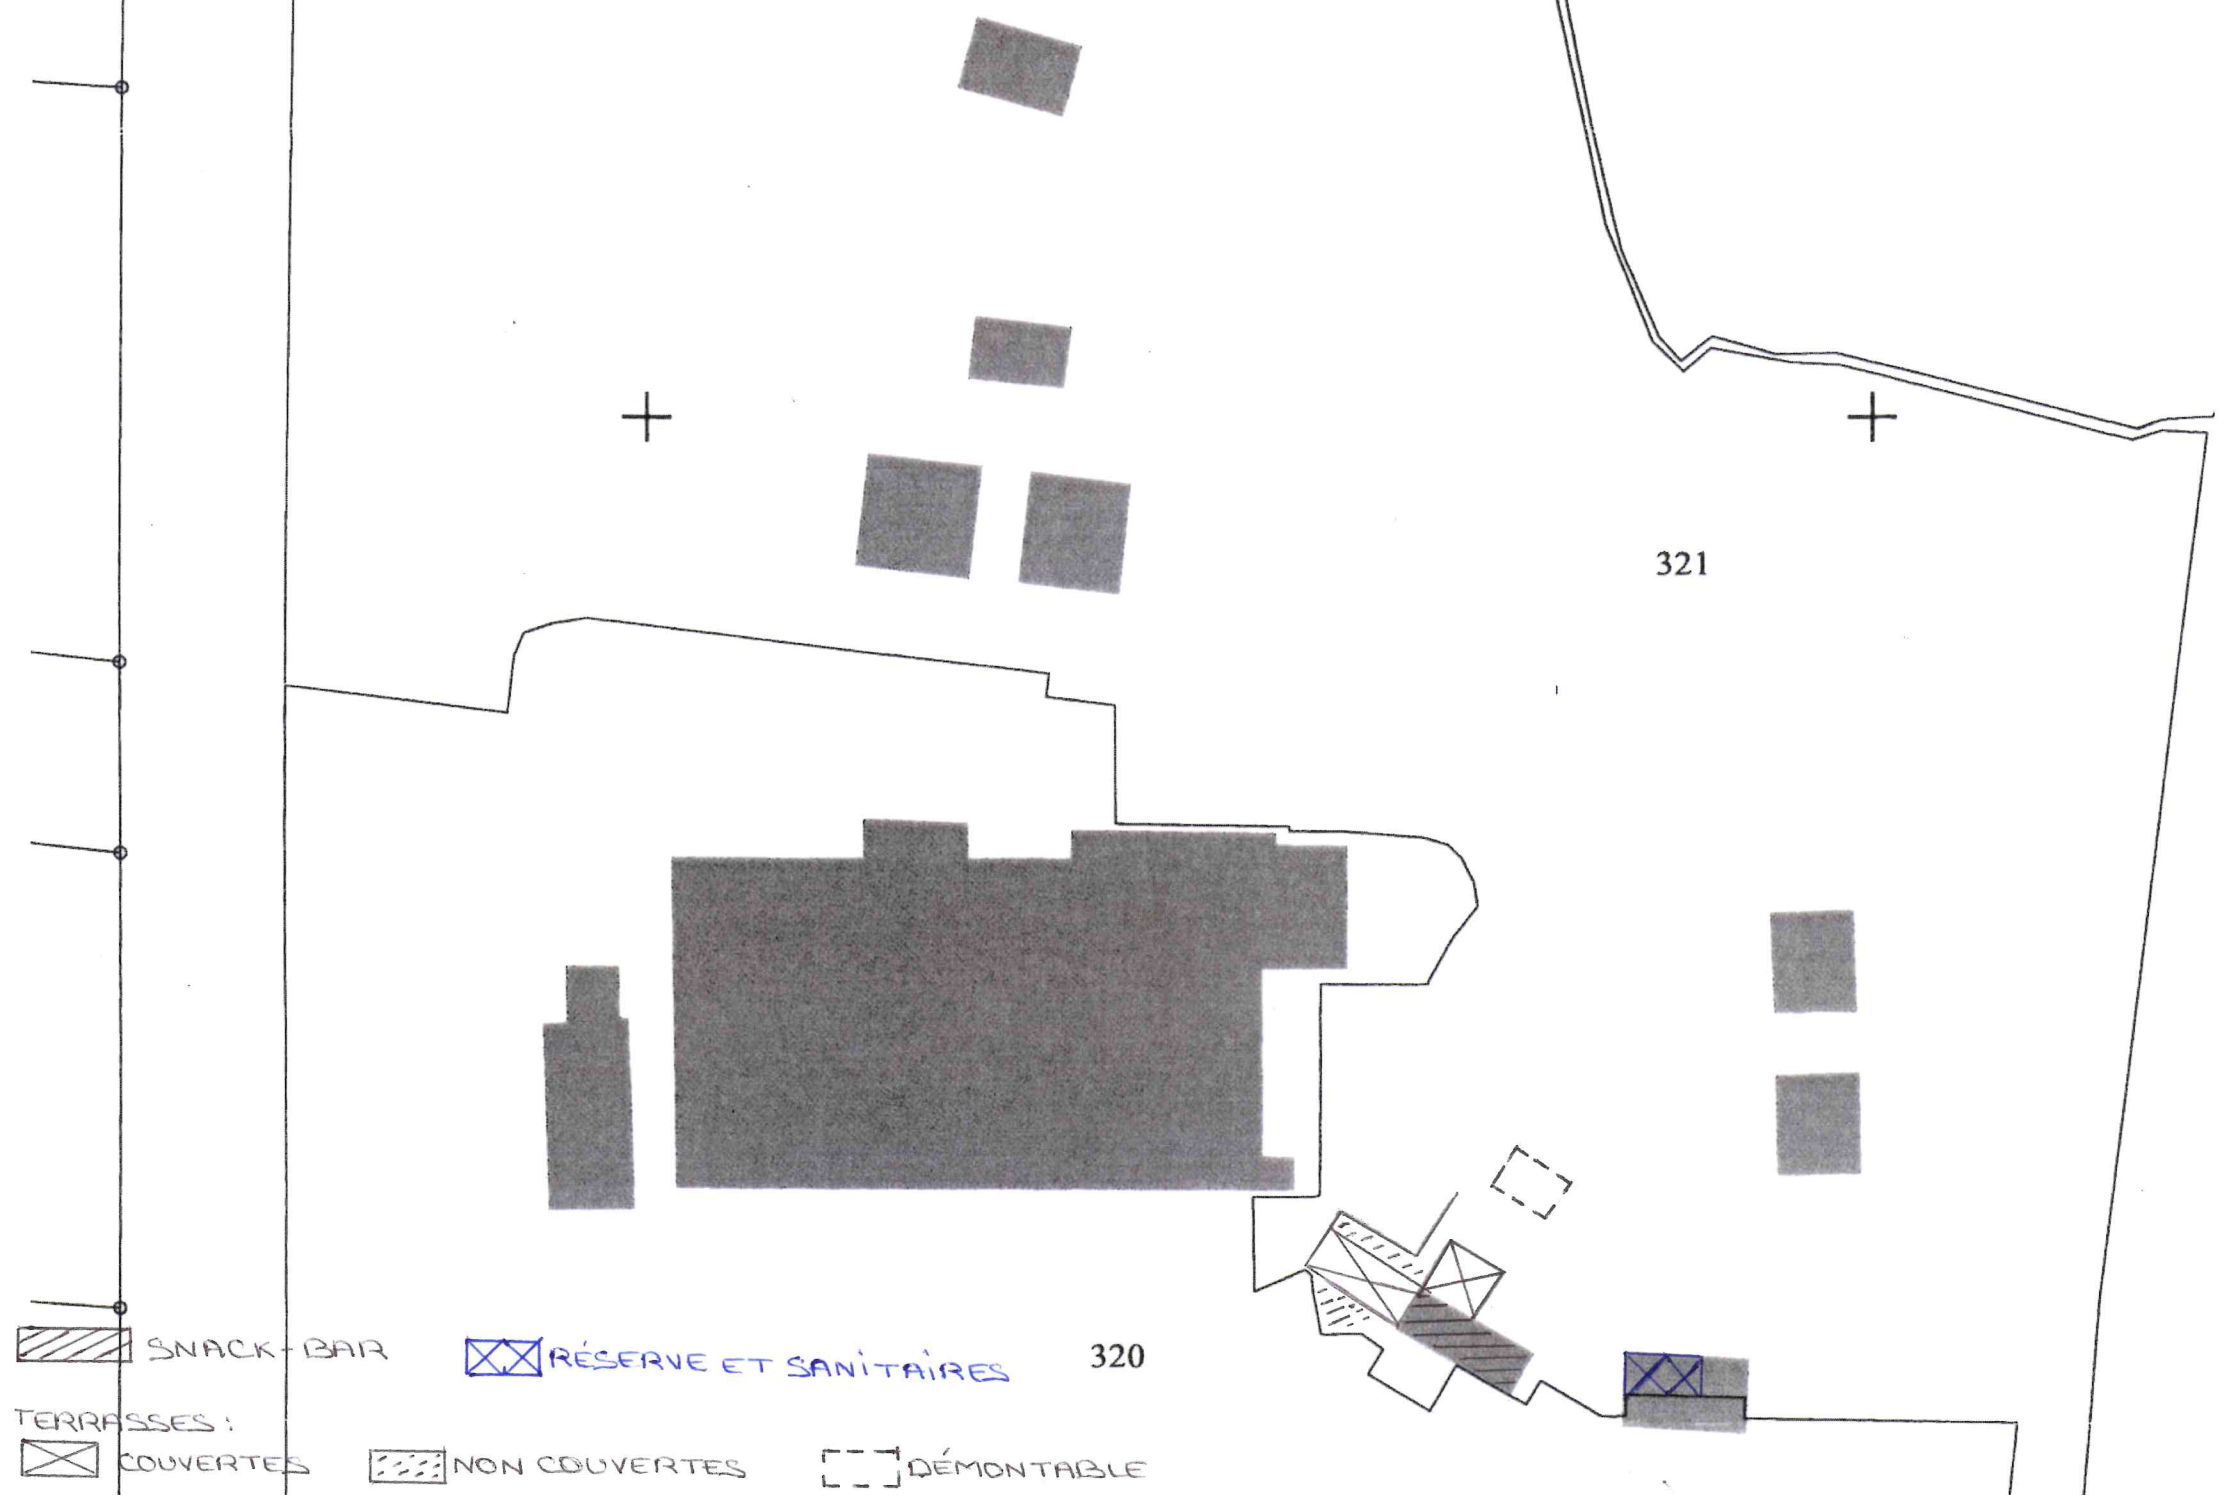 321
320
SNACK-BAR
RÉSERVE ET SANITAIRES
TERRASSES :
COUVERTES
NON COUVERTES
DÉMONTABLE